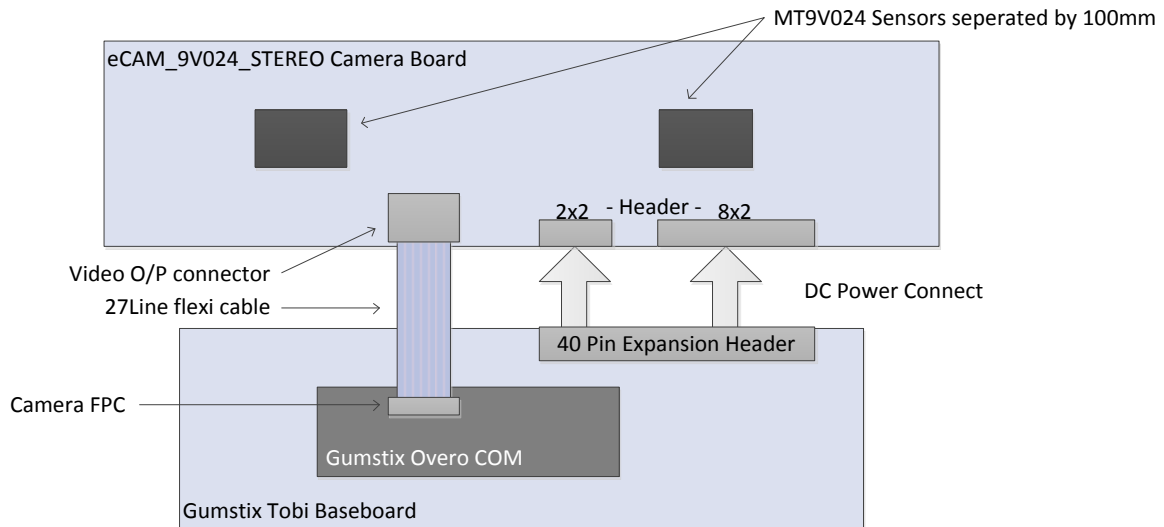 MT9V024 Sensors seperated by 100mm
eCAM_9V024_STEREO Camera Board
2x2 - Header - 8x2
Video O/P connector
27Line flexi cable
DC Power Connect
40 Pin Expansion Header
Camera FPC
Gumstix Overo COM
Gumstix Tobi Baseboard